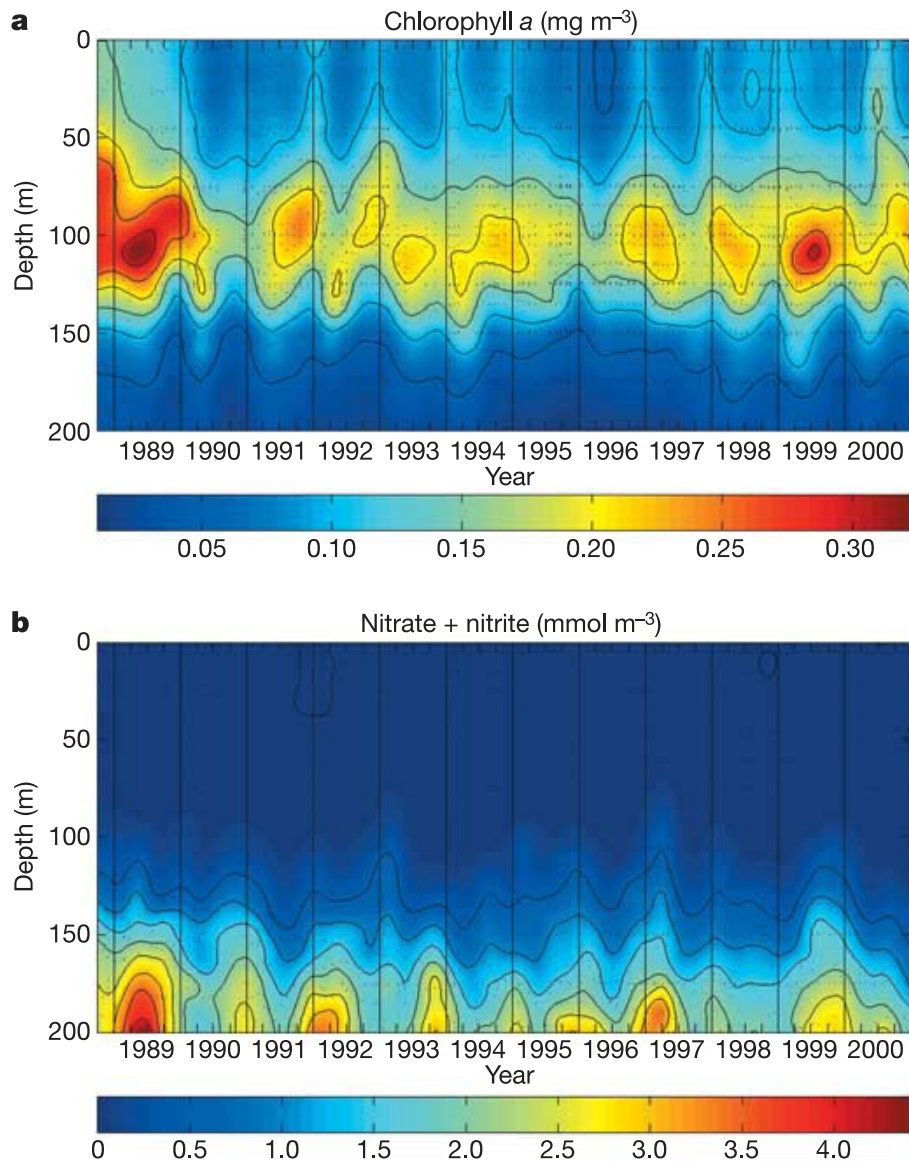 a
Chlorophyll a (mg m–3)
0
50
100
150
200
Depth (m)
1989 1990 1991 1992 1993 1994 1995 1996 1997 1998 1999 2000
Year
0.05 0.10 0.15 0.20 0.25 0.30
b
Nitrate + nitrite (mmol m–3)
0
50
100
150
200
Depth (m)
1989 1990 1991 1992 1993 1994 1995 1996 1997 1998 1999 2000
Year
0 0.5 1.0 1.5 2.0 2.5 3.0 3.5 4.0